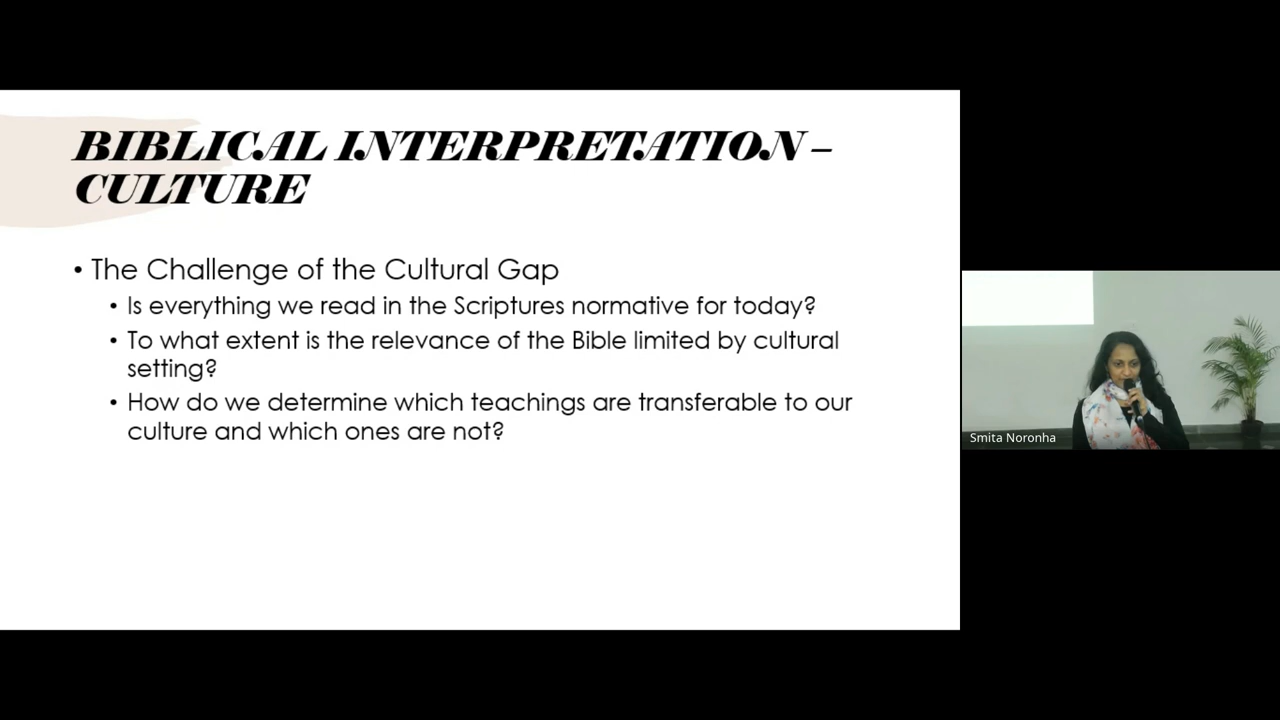 BIBLICAL INTERPRETATION –
CULTURE
• The Challenge of the Cultural Gap
• Is everything we read in the Scriptures normative for today?
• To what extent is the relevance of the Bible limited by cultural
setting?
• How do we determine which teachings are transferable to our
culture and which ones are not?
Smita Noronha